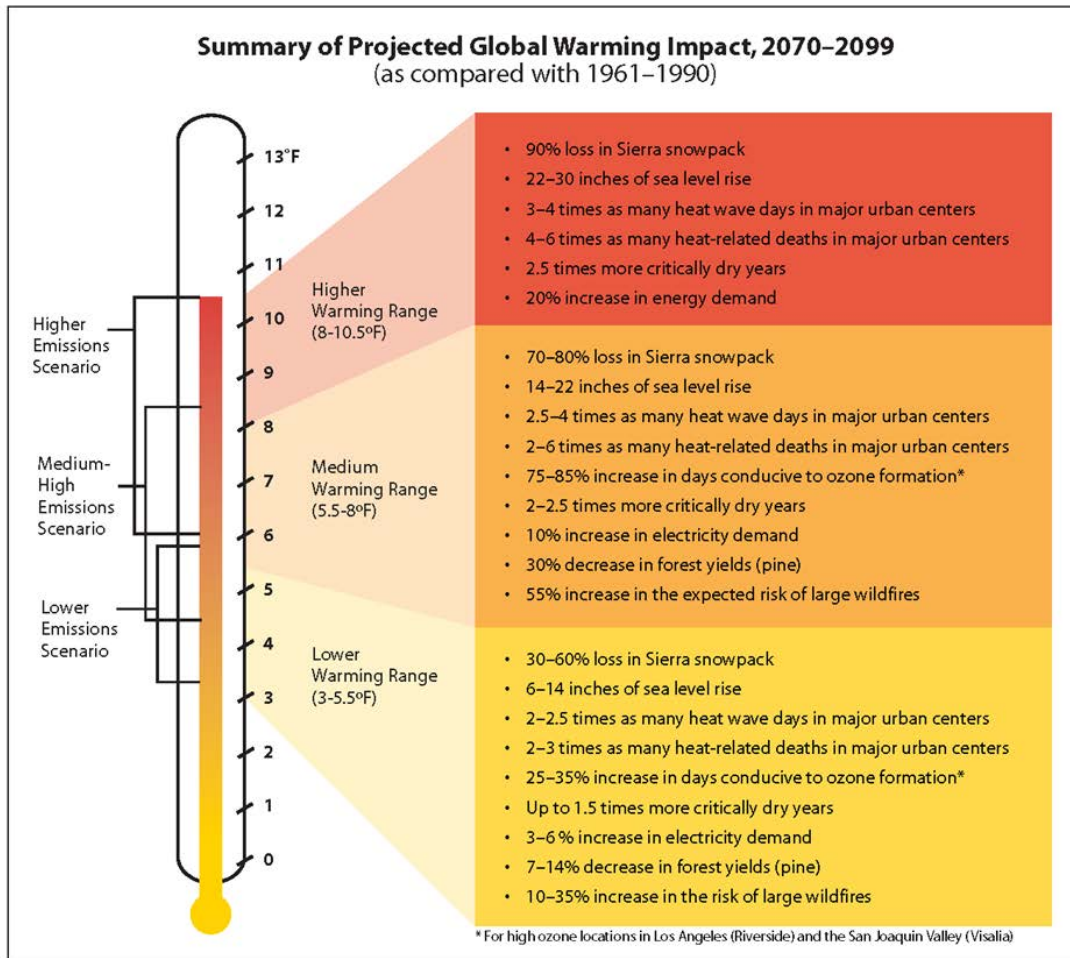 Summary of Projected Global Warming Impact, 2070–2099
(as compared with 1961–1990)
13°F
12
11
10
9
8
7
6
5
4
3
2
1
0
Higher
Emissions
Scenario
Medium-
High
Emissions
Scenario
Lower
Emissions
Scenario
Higher
Warming Range
(8-10.5ºF)
Medium
Warming Range
(5.5-8ºF)
Lower
Warming Range
(3-5.5ºF)
• 90% loss in Sierra snowpack
• 22–30 inches of sea level rise
• 3–4 times as many heat wave days in major urban centers
• 4–6 times as many heat-related deaths in major urban centers
• 2.5 times more critically dry years
• 20% increase in energy demand
• 70–80% loss in Sierra snowpack
• 14–22 inches of sea level rise
• 2.5–4 times as many heat wave days in major urban centers
• 2–6 times as many heat-related deaths in major urban centers
• 75–85% increase in days conducive to ozone formation*
• 2–2.5 times more critically dry years
• 10% increase in electricity demand
• 30% decrease in forest yields (pine)
• 55% increase in the expected risk of large wildfires
• 30–60% loss in Sierra snowpack
• 6–14 inches of sea level rise
• 2–2.5 times as many heat wave days in major urban centers
• 2–3 times as many heat-related deaths in major urban centers
• 25–35% increase in days conducive to ozone formation*
• Up to 1.5 times more critically dry years
• 3–6 % increase in electricity demand
• 7–14% decrease in forest yields (pine)
• 10–35% increase in the risk of large wildfires
* For high ozone locations in Los Angeles (Riverside) and the San Joaquin Valley (Visalia)